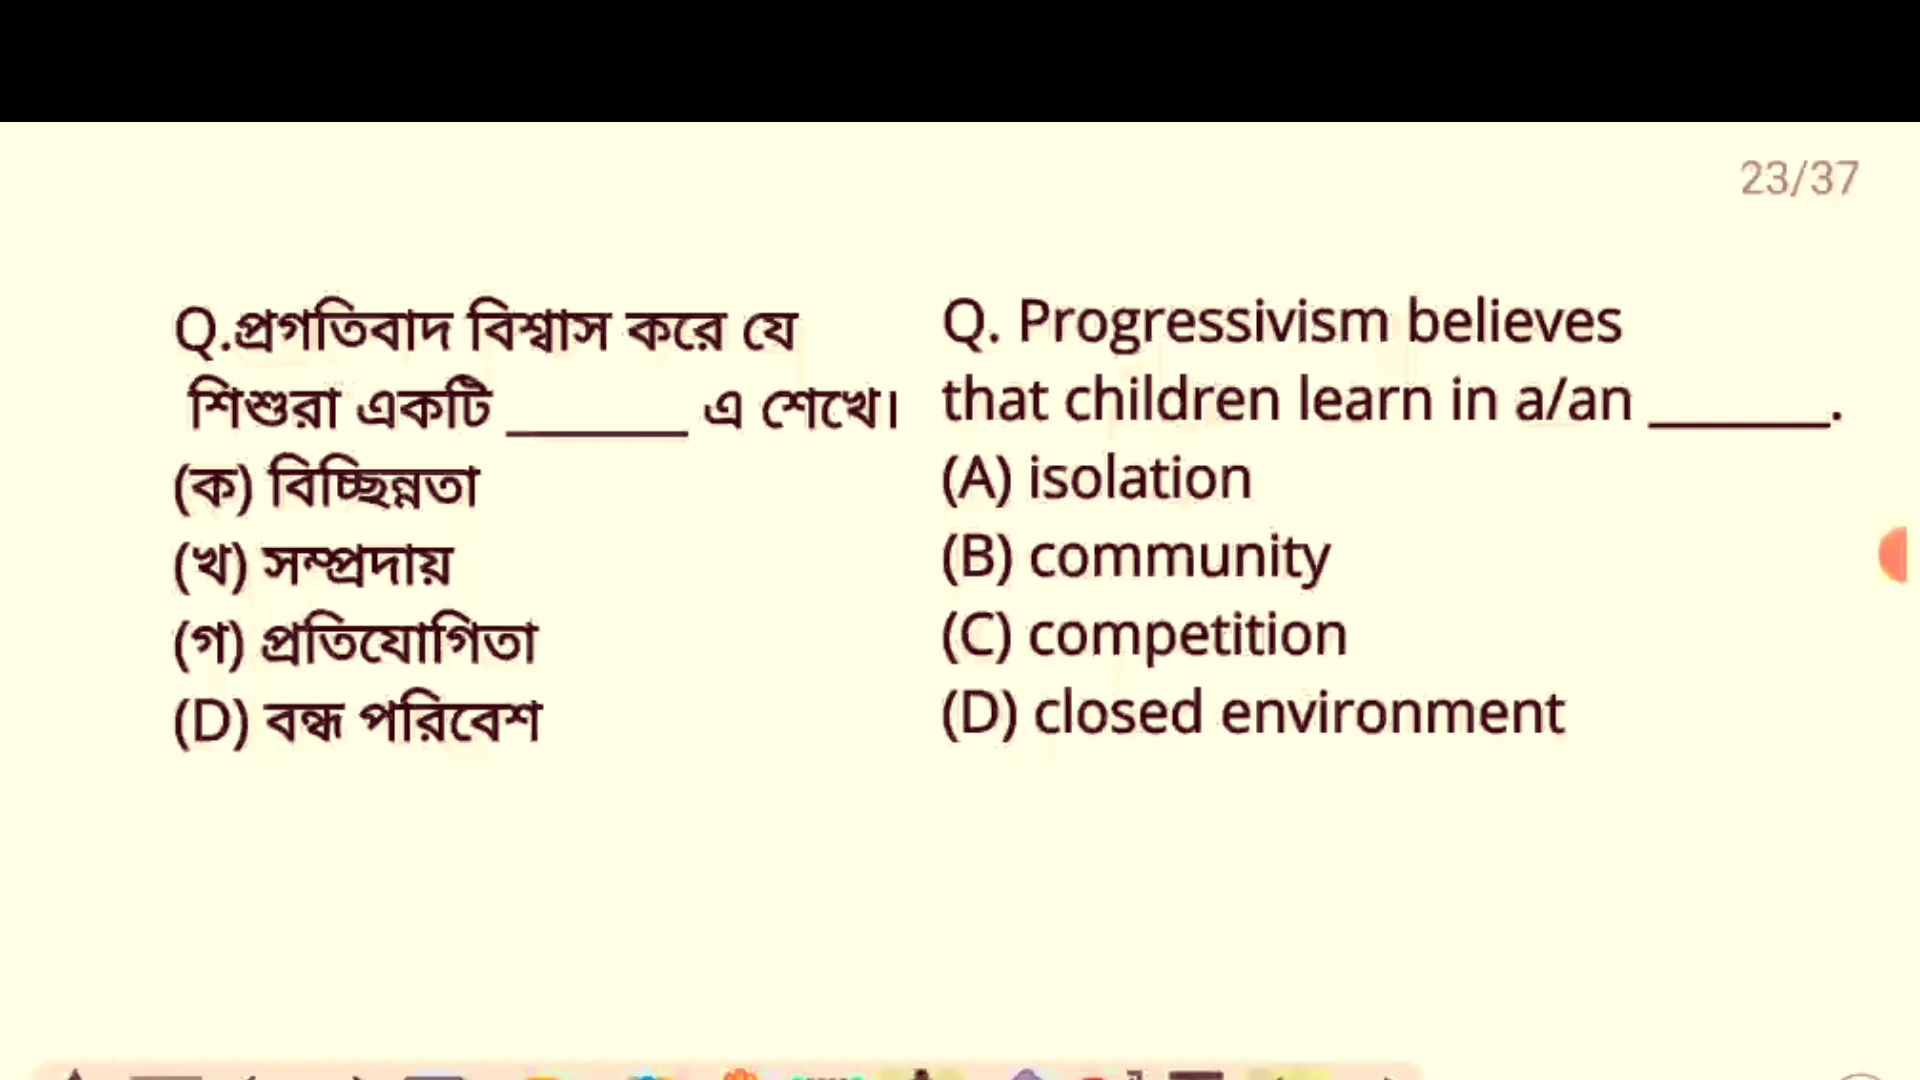 23/37
Q.প্রগতিবাদ বিশ্বাস করে যে
শিশুরা একটি ______ এ শেখে।
(ক) বিচ্ছিন্নতা
(খ) সম্প্রদায়
(গ) প্রতিযোগিতা
(D) বন্ধ পরিবেশ
Q. Progressivism believes
that children learn in a/an ______.
(A) isolation
(B) community
(C) competition
(D) closed environment